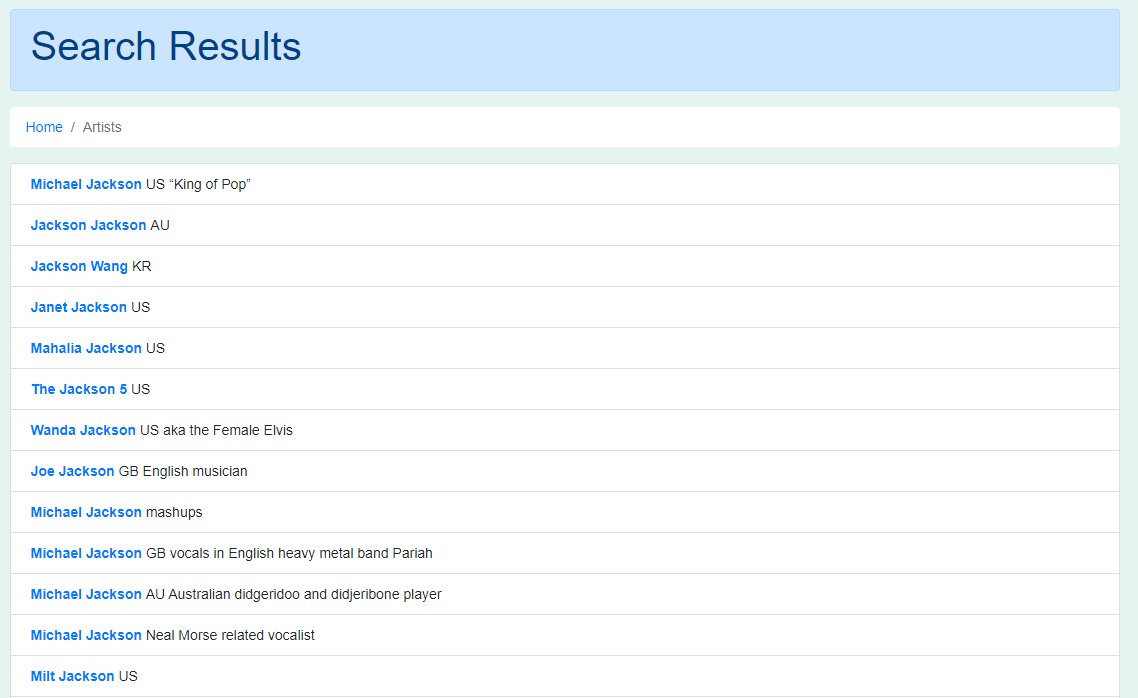 Search Results
Home / Artists
Michael Jackson US “King of Pop”
Jackson Jackson AU
Jackson Wang KR
Janet Jackson US
Mahalia Jackson US
The Jackson 5 US
Wanda Jackson US aka the Female Elvis
Joe Jackson GB English musician
Michael Jackson mashups
Michael Jackson GB vocals in English heavy metal band Pariah
Michael Jackson AU Australian didgeridoo and didjeribone player
Michael Jackson Neal Morse related vocalist
Milt Jackson US